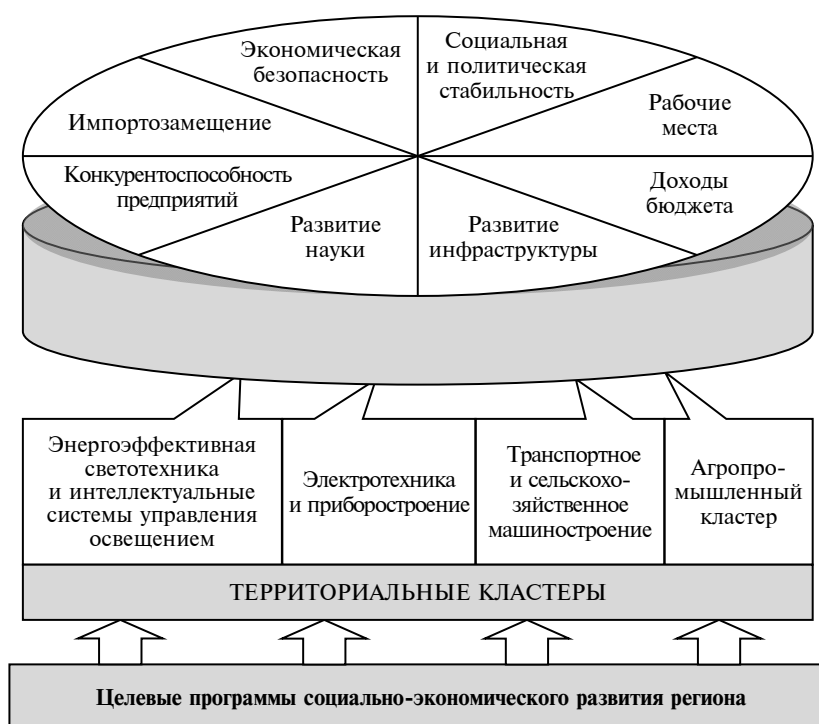 Экономическая
безопасность
Социальная
и политическая
стабильность
Импортозамещение
Рабочие
места
Конкурентоспособность
предприятий
Доходы
бюджета
Развитие
науки
Развитие
инфраструктуры
Энергоэффективная
светотехника
и интеллектуальные
системы управления
освещением
Электротехника
и приборостроение
Транспортное
и сельскохо-
зяйственное
машиностроение
Агропро-
мышленный
кластер
ТЕРРИТОРИАЛЬНЫЕ КЛАСТЕРЫ
Целевые программы социально-экономического развития региона